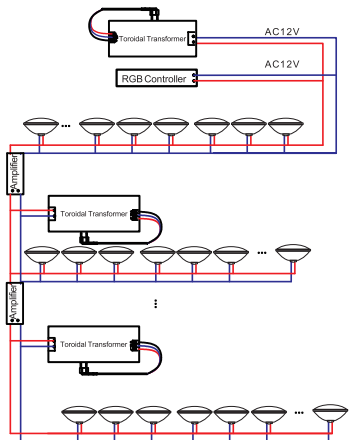 Toroidal Transformer
AC12V
AC12V
RGB Controller
...
Amplifier
Toroidal Transformer
...
...
Amplifier
Toroidal Transformer
...